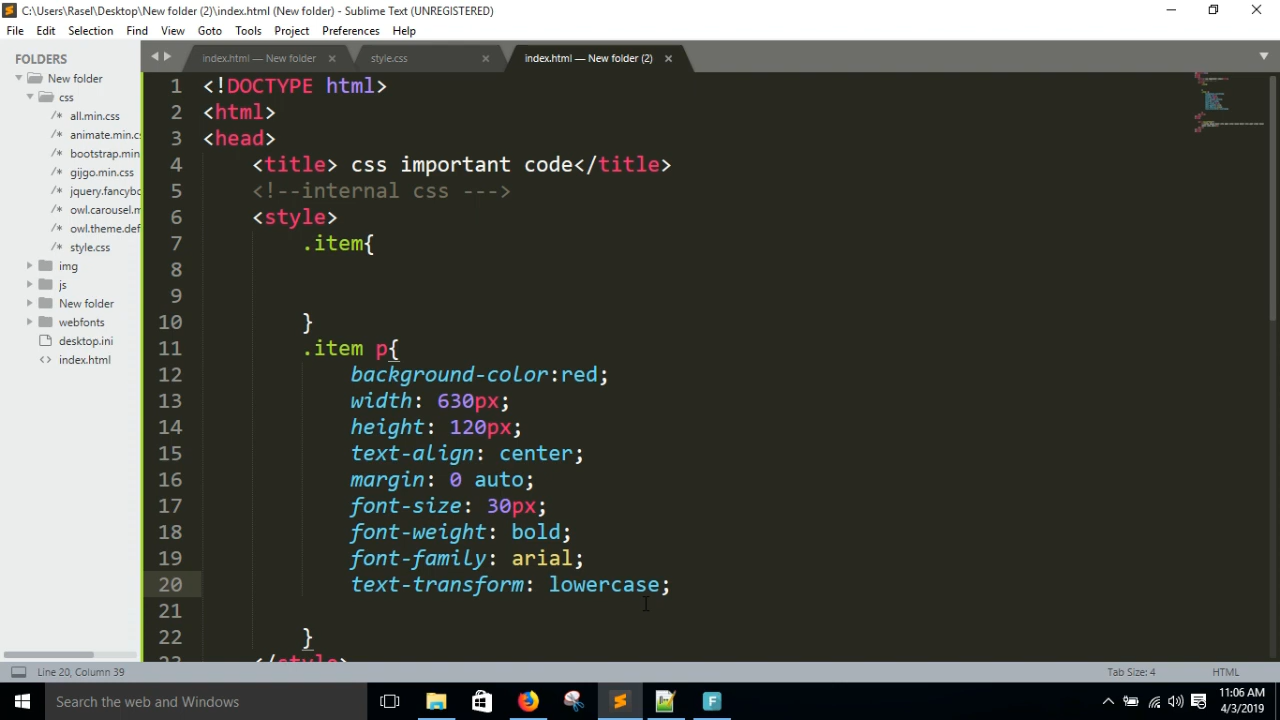 C:\Users\Rasel\Desktop\New folder (2)\index.html (New folder) - Sublime Text (UNREGISTERED)
File Edit Selection Find View Goto Tools Project Preferences Help
FOLDERS
New folder
css
/* all.min.css
/* animate.min.cs
/* bootstrap.min
/* gijgo.min.css
/* jquery.fancybo
/* owl.carousel.m
/* owl.theme.def
/* style.css
img
js
New folder
webfonts
desktop.ini
<> index.html
index.html — New folder × style.css × index.html — New folder (2) ×
1 <!DOCTYPE html>
2 <html>
3 <head>
4 <title> css important code</title>
5 <!--internal css --->
6 <style>
7 .item{
8
9
10 }
11 .item p{
12 background-color:red;
13 width: 630px;
14 height: 120px;
15 text-align: center;
16 margin: 0 auto;
17 font-size: 30px;
18 font-weight: bold;
19 font-family: arial;
20 text-transform: lowercase;
21
22 }
23 </style>
Line 20, Column 39 Tab Size: 4 HTML
Search the web and Windows
F
11:06 AM
4/3/2019